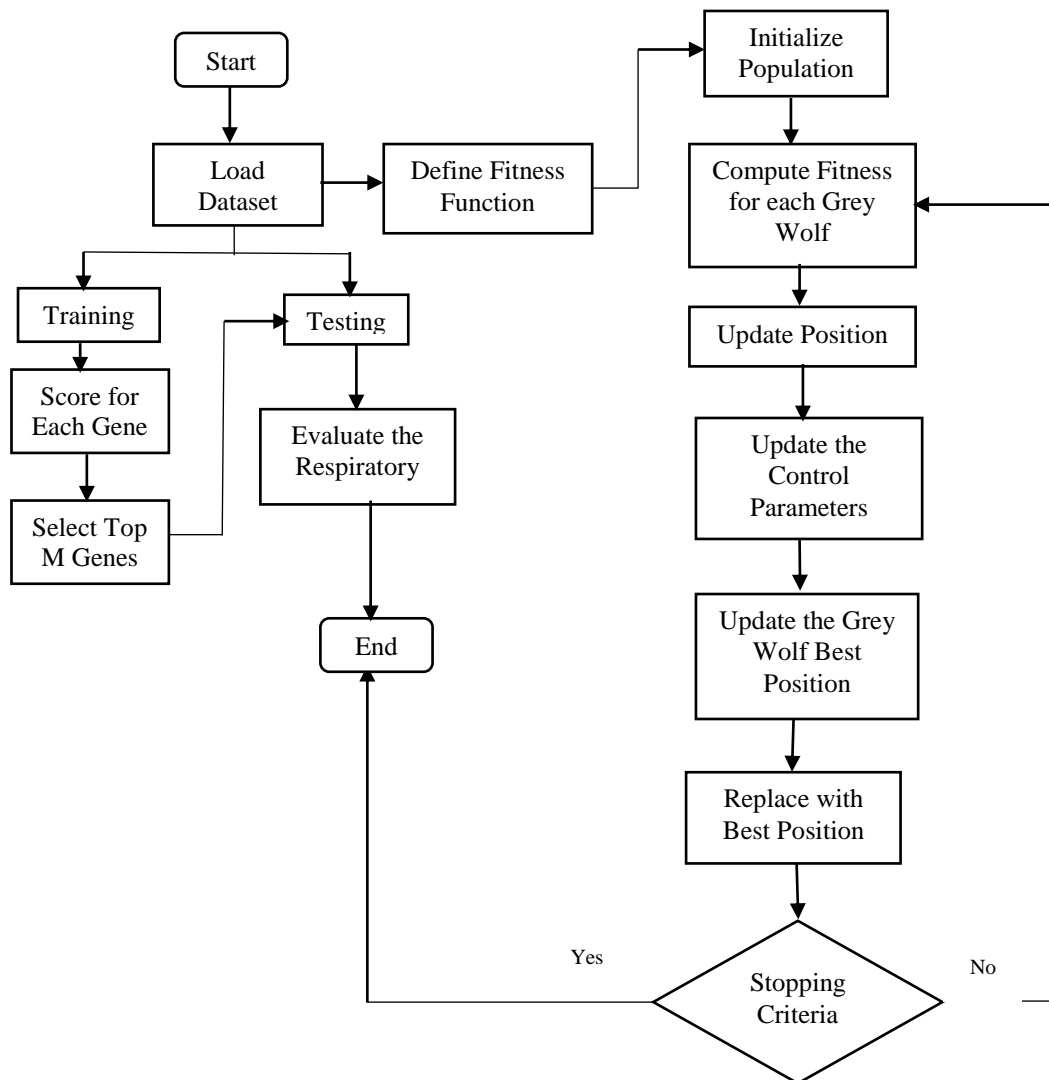 Start
Load
Dataset
Define Fitness
Function
Initialize
Population
Compute Fitness
for each Grey
Wolf
Training
Testing
Update Position
Score for
Each Gene
Evaluate the
Respiratory
Update the
Control
Parameters
Select Top
M Genes
End
Update the Grey
Wolf Best
Position
Replace with
Best Position
Yes
Stopping
Criteria
No